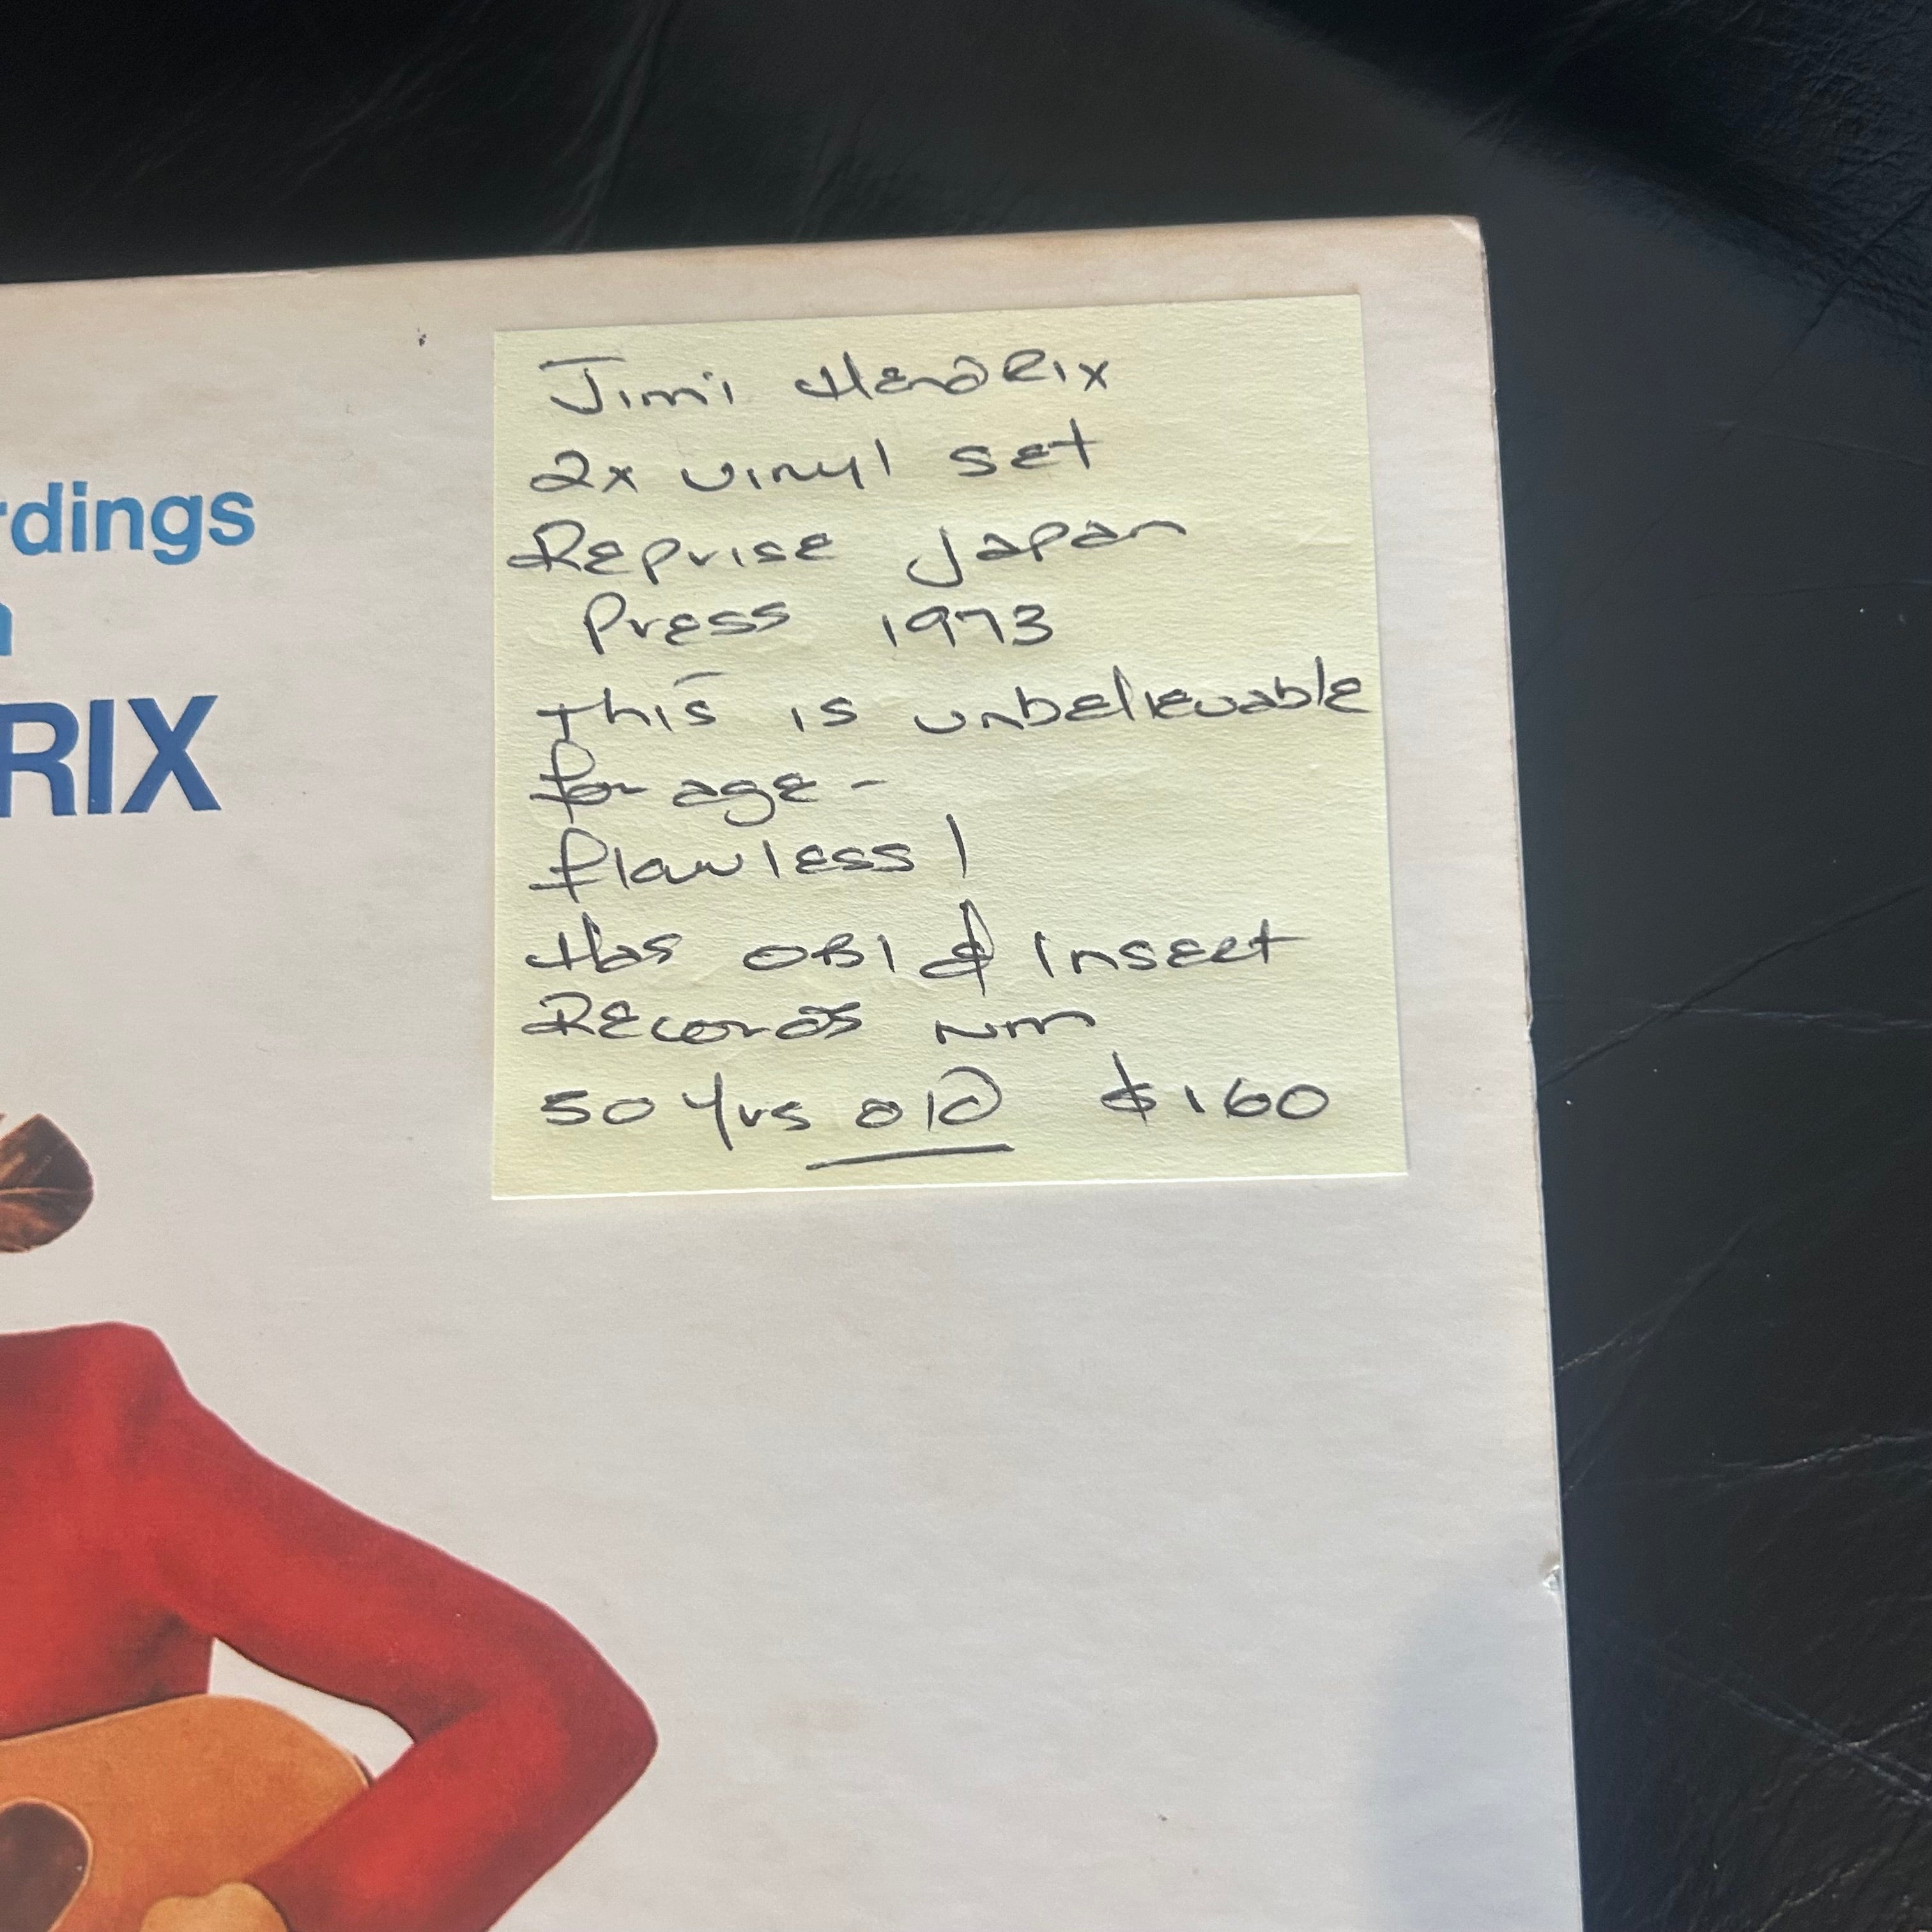 rdings
RIX
Jimi Hendrix
2x vinyl set
Reprise Japan
Press 1973
This is unbelievable
for age -
flawless!
Has OBI & Insert
Records NM
50 yrs old $160